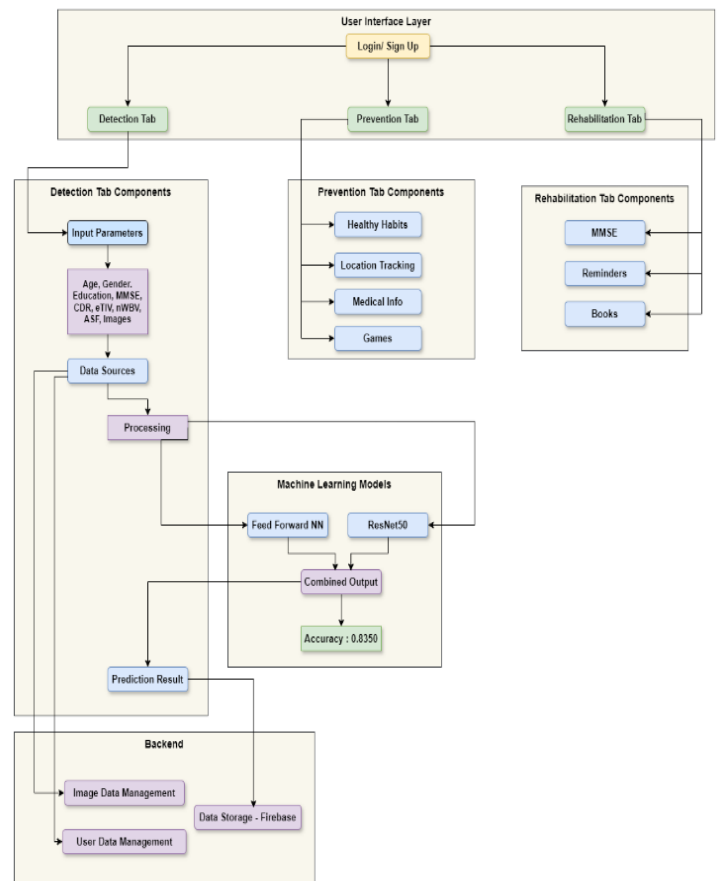 User Interface Layer
Login/ Sign Up
Detection Tab
Prevention Tab
Rehabilitation Tab
Detection Tab Components
Input Parameters
Age, Gender,
Education, MMSE,
CDR, eTIV, nWBV,
ASF, Images
Data Sources
Processing
Prevention Tab Components
Healthy Habits
Location Tracking
Medical Info
Games
Rehabilitation Tab Components
MMSE
Reminders
Books
Machine Learning Models
Feed Forward NN
ResNet50
Combined Output
Accuracy : 0.8350
Prediction Result
Backend
Image Data Management
Data Storage - Firebase
User Data Management